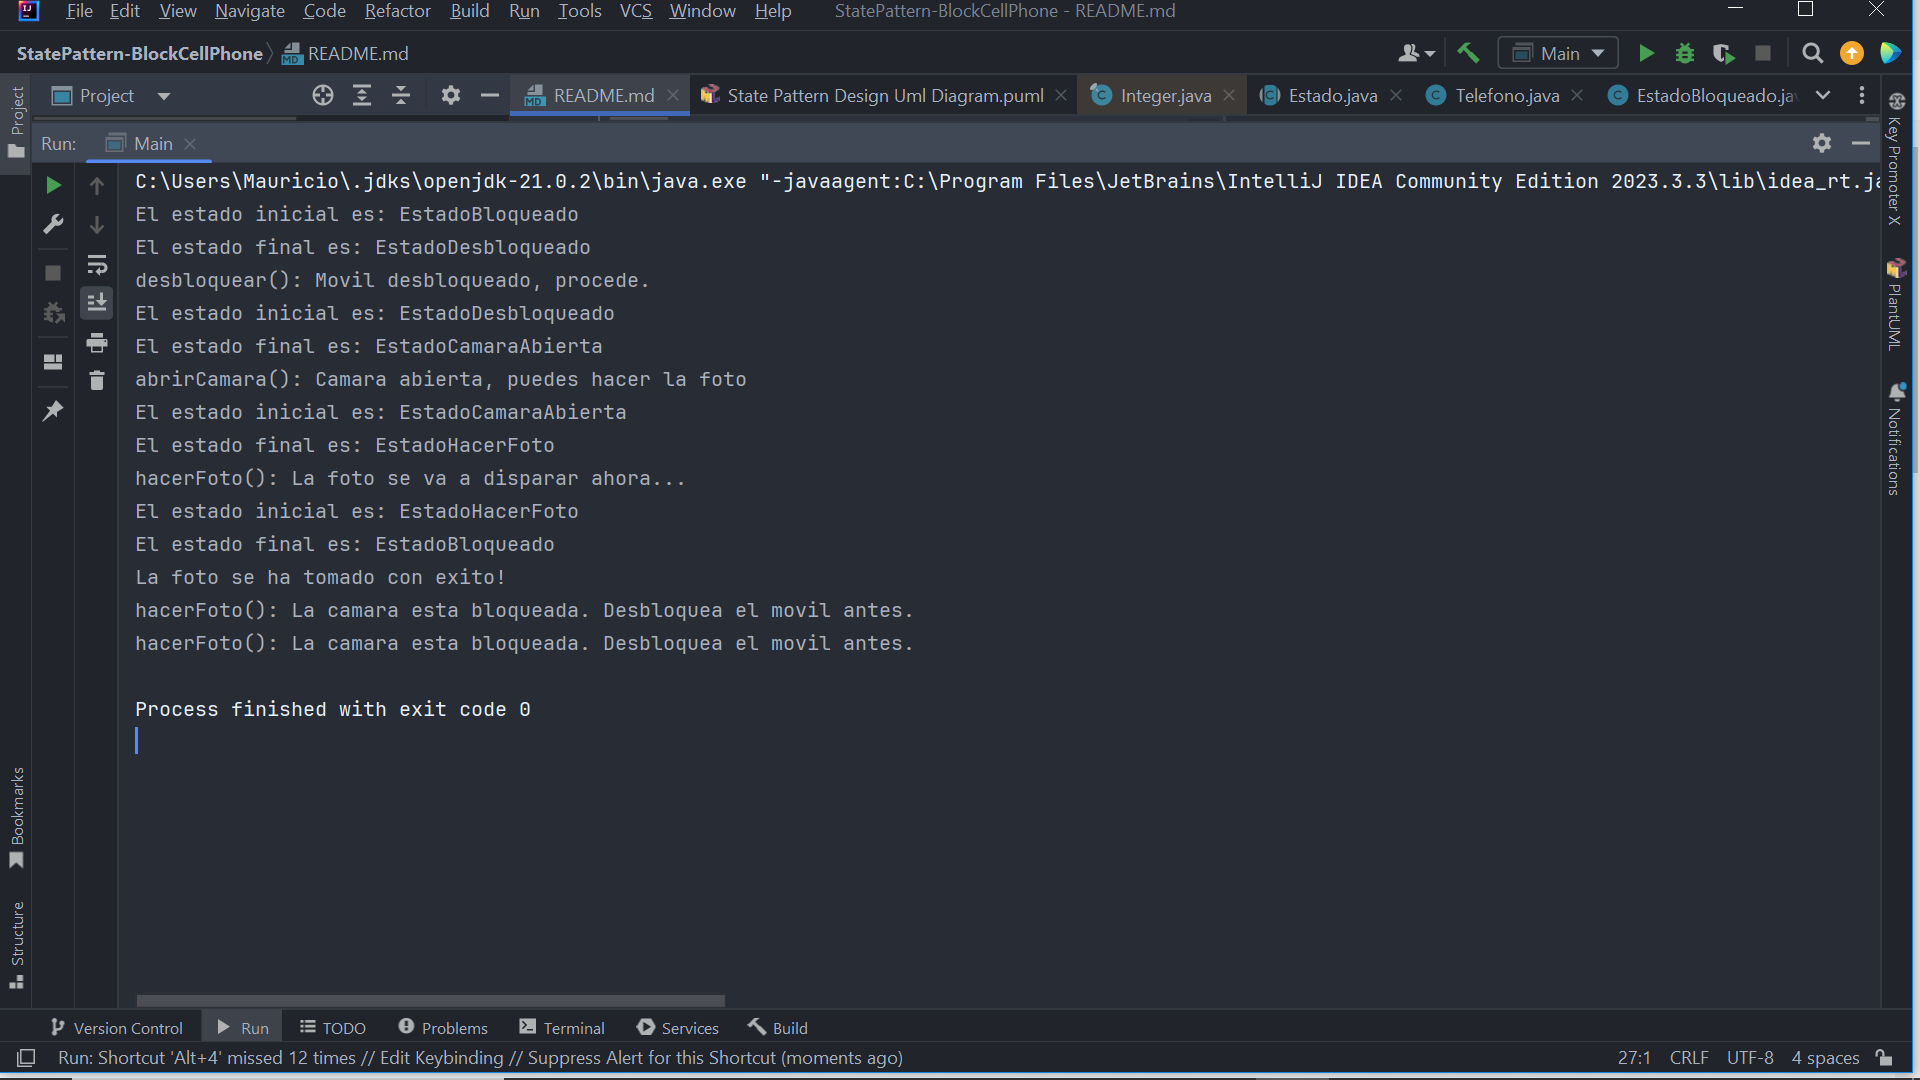 File Edit View Navigate Code Refactor Build Run Tools VCS Window Help StatePattern-BlockCellPhone - README.md
StatePattern-BlockCellPhone README.md Main
Project README.md State Pattern Design Uml Diagram.puml Integer.java Estado.java Telefono.java EstadoBloqueado.ja
Run: Main
C:\Users\Mauricio\.jdks\openjdk-21.0.2\bin\java.exe "-javaagent:C:\Program Files\JetBrains\IntelliJ IDEA Community Edition 2023.3.3\lib\idea_rt.ja
El estado inicial es: EstadoBloqueado
El estado final es: EstadoDesbloqueado
desbloquear(): Movil desbloqueado, procede.
El estado inicial es: EstadoDesbloqueado
El estado final es: EstadoCamaraAbierta
abrirCamara(): Camara abierta, puedes hacer la foto
El estado inicial es: EstadoCamaraAbierta
El estado final es: EstadoHacerFoto
hacerFoto(): La foto se va a disparar ahora...
El estado inicial es: EstadoHacerFoto
El estado final es: EstadoBloqueado
La foto se ha tomado con exito!
hacerFoto(): La camara esta bloqueada. Desbloquea el movil antes.
hacerFoto(): La camara esta bloqueada. Desbloquea el movil antes.
Process finished with exit code 0
Project
Bookmarks
Structure
Key Promoter X
PlantUML
Notifications
Version Control Run TODO Problems Terminal Services Build
Run: Shortcut 'Alt+4' missed 12 times // Edit Keybinding // Suppress Alert for this Shortcut (moments ago) 27:1 CRLF UTF-8 4 spaces